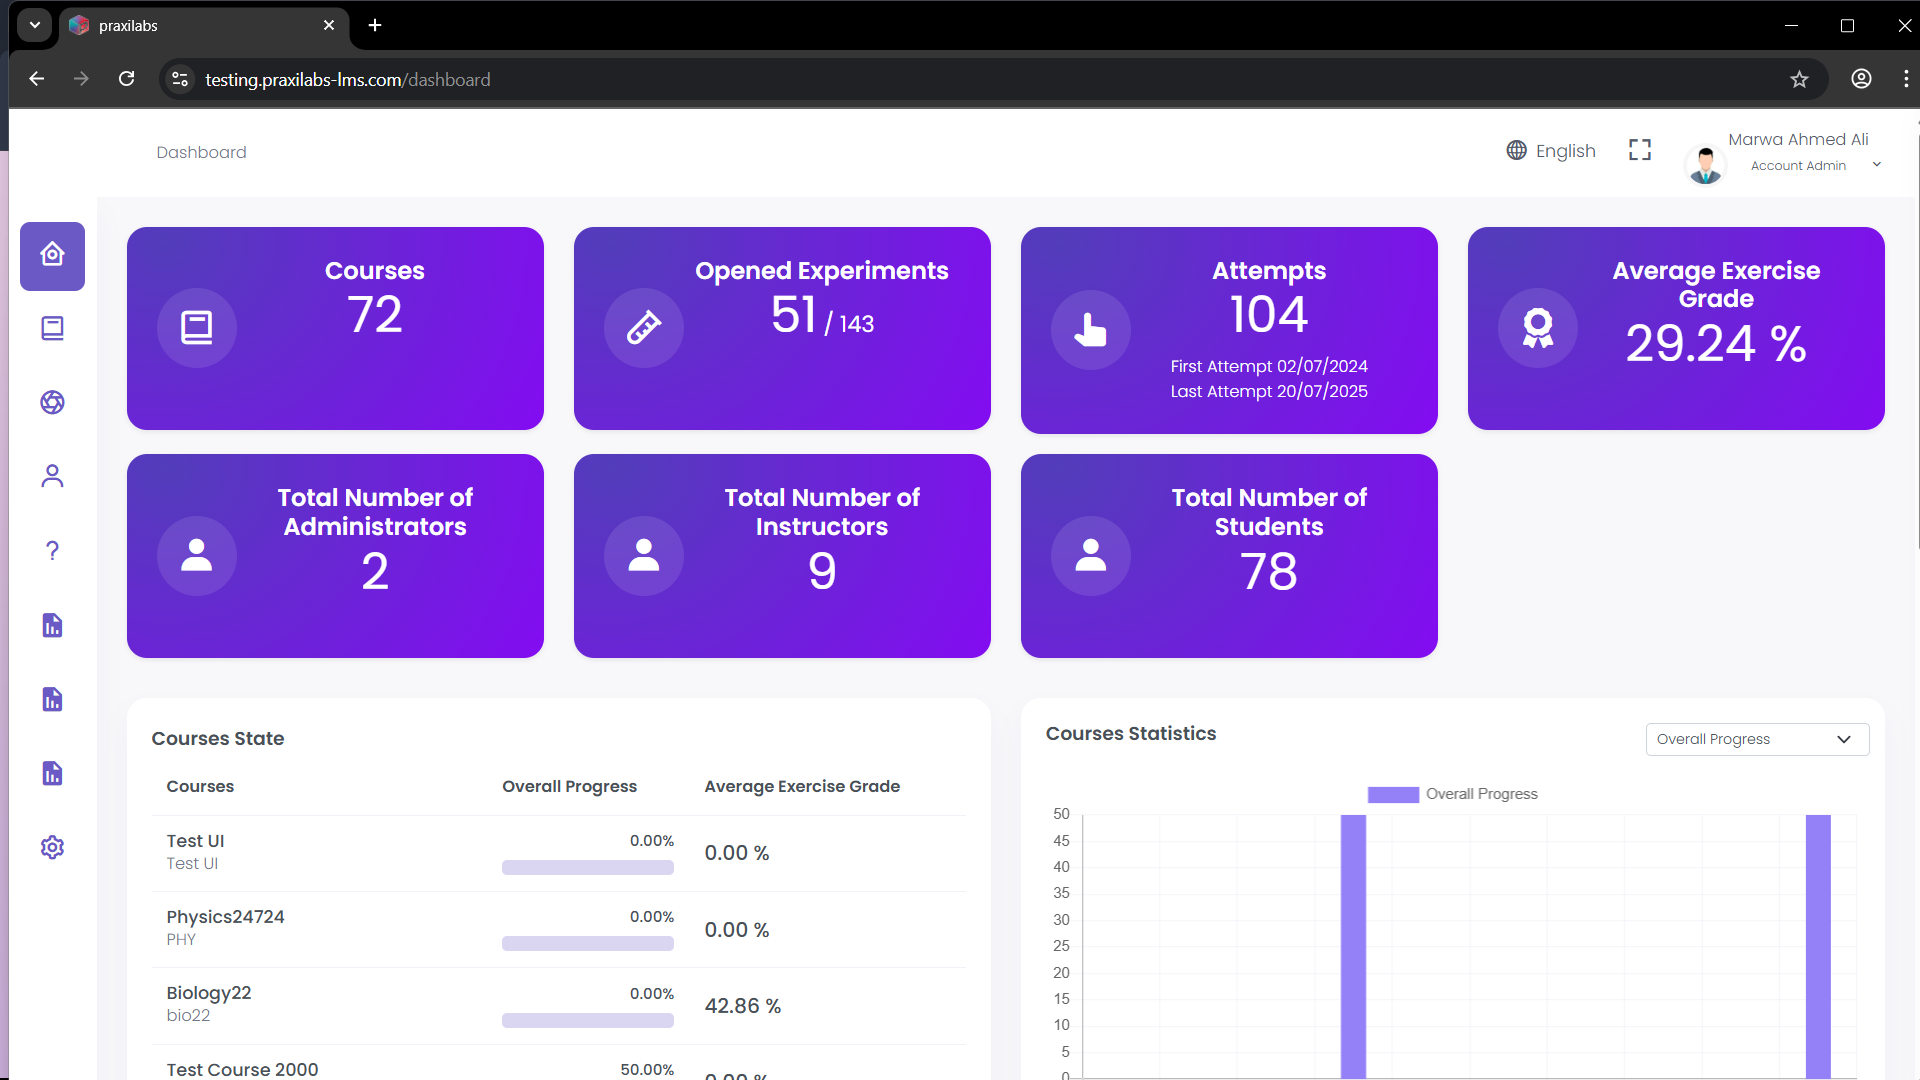 praxilabs
testing.praxilabs-lms.com/dashboard
Dashboard
English
Marwa Ahmed Ali
Account Admin
Courses
72
Opened Experiments
51 / 143
Attempts
104
First Attempt 02/07/2024
Last Attempt 20/07/2025
Average Exercise
Grade
29.24 %
Total Number of
Administrators
2
Total Number of
Instructors
9
Total Number of
Students
78
Courses State
Courses Overall Progress Average Exercise Grade
Test UI
Test UI
0.00%
0.00 %
Physics24724
PHY
0.00%
0.00 %
Biology22
bio22
0.00%
42.86 %
Test Course 2000
50.00%
Courses Statistics
Overall Progress
Overall Progress
50
45
40
35
30
25
20
15
10
5
0